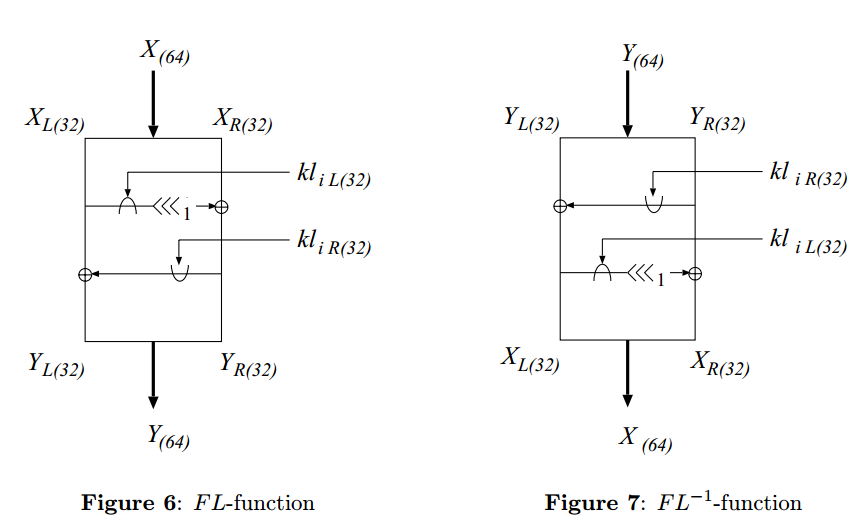 X(64)
XL(32) XR(32)
kl i L(32)
<<< 1
kl i R(32)
YL(32) YR(32)
Y(64)
Figure 6: FL-function
Y(64)
YL(32) YR(32)
kl i R(32)
kl i L(32)
<<< 1
XL(32) XR(32)
X (64)
Figure 7: FL⁻¹-function